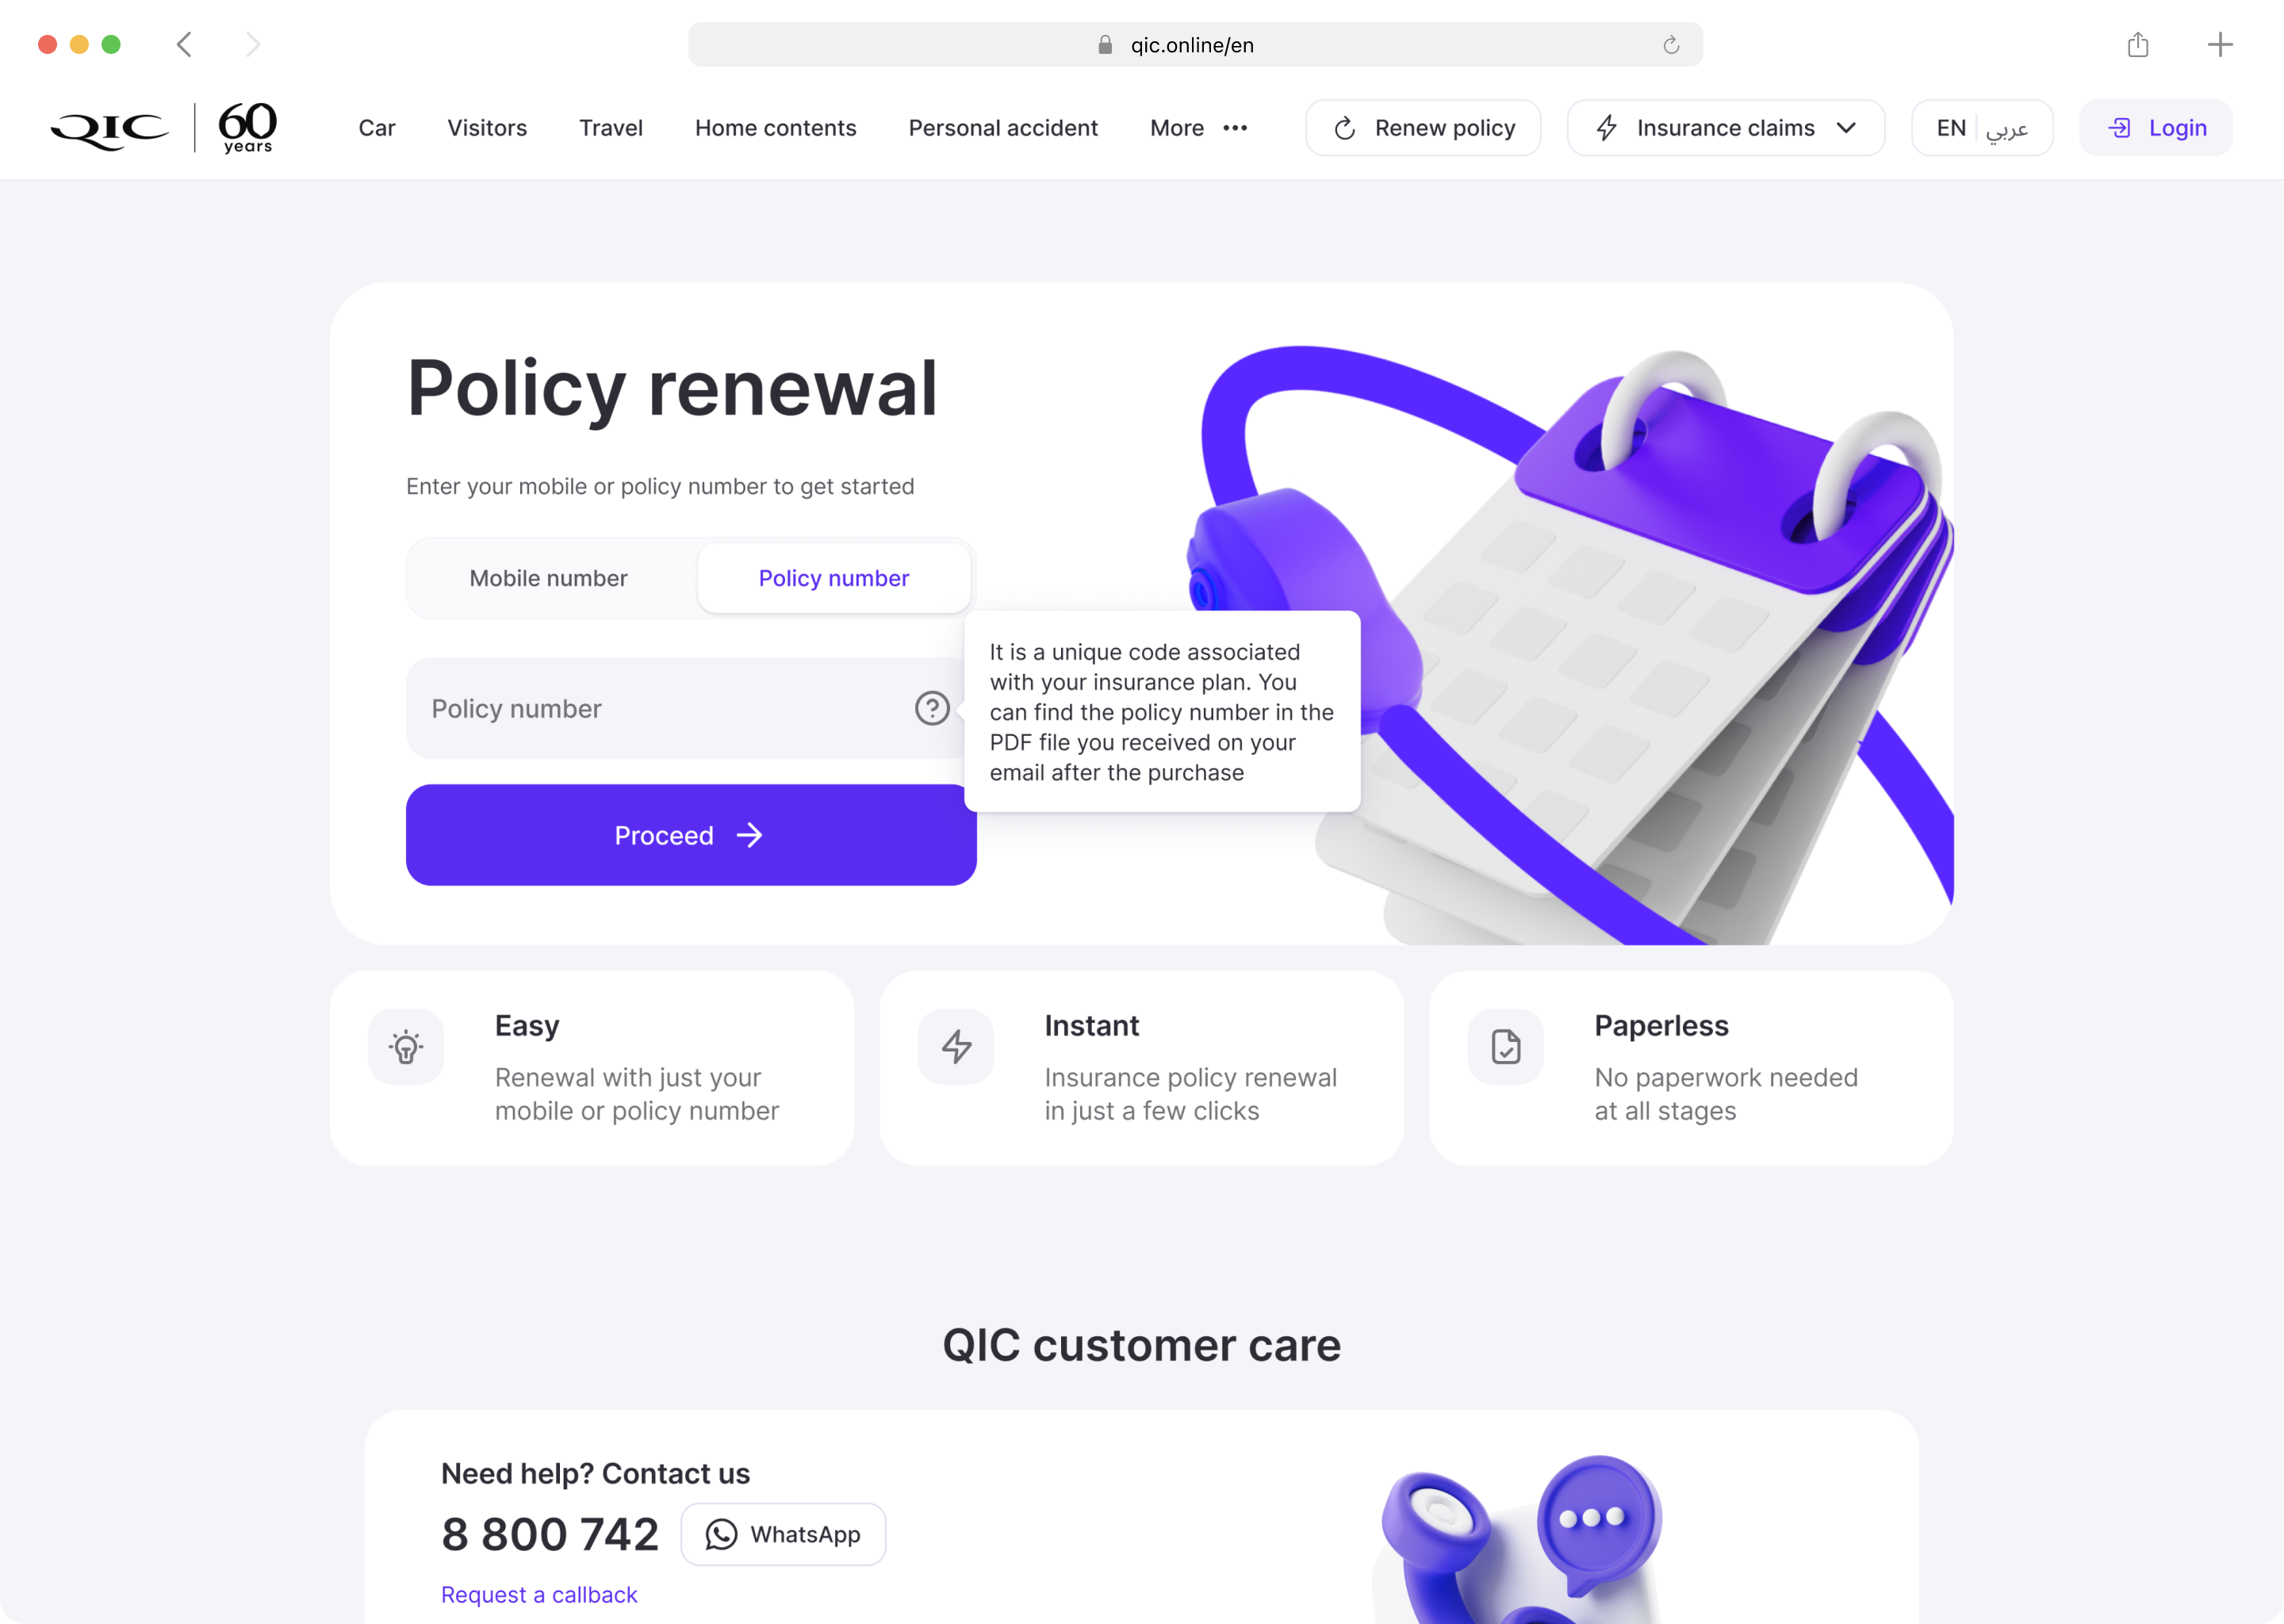 qic.online/en
QIC
60
years
Car
Visitors
Travel
Home contents
Personal accident
More
Renew policy
Insurance claims
EN
عربي
Login
Policy renewal
Enter your mobile or policy number to get started
Mobile number
Policy number
Policy number
It is a unique code associated
with your insurance plan. You
can find the policy number in the
PDF file you received on your
email after the purchase
Proceed
Easy
Renewal with just your
mobile or policy number
Instant
Insurance policy renewal
in just a few clicks
Paperless
No paperwork needed
at all stages
QIC customer care
Need help? Contact us
8 800 742
WhatsApp
Request a callback